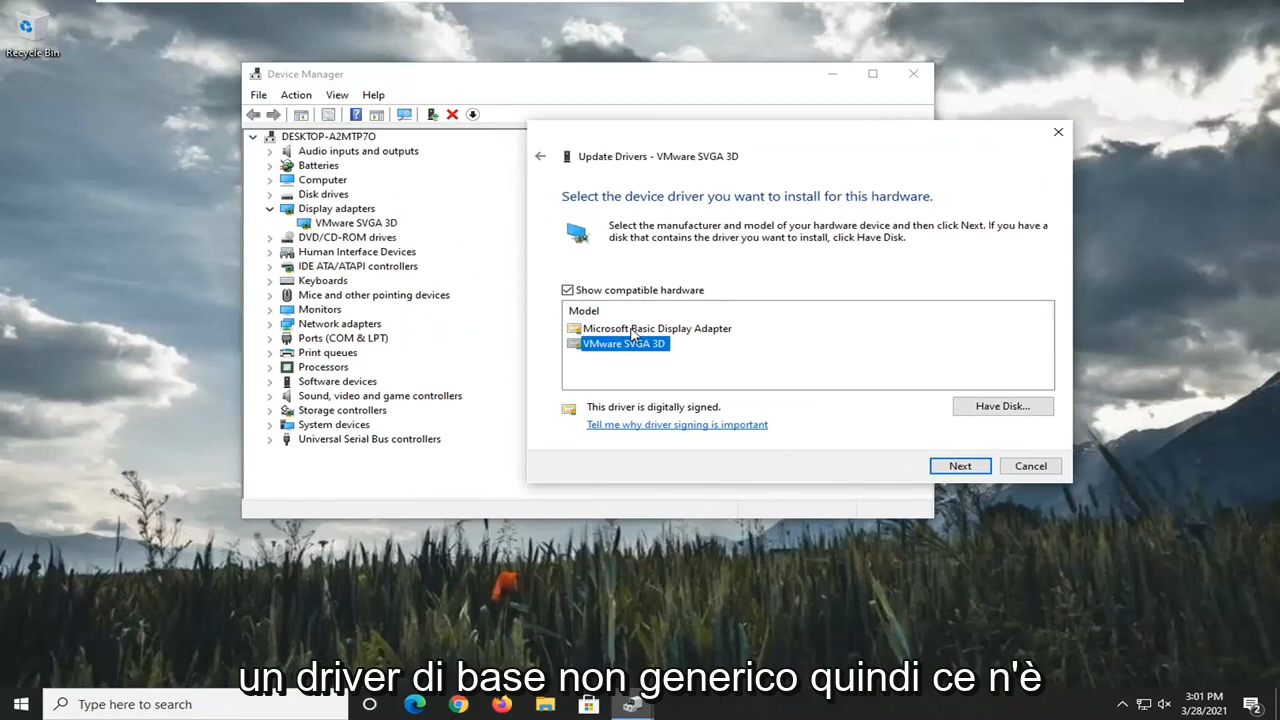 Recycle Bin
Device Manager
File Action View Help
DESKTOP-A2MTP7O
Audio inputs and outputs
Batteries
Computer
Disk drives
Display adapters
VMware SVGA 3D
DVD/CD-ROM drives
Human Interface Devices
IDE ATA/ATAPI controllers
Keyboards
Mice and other pointing devices
Monitors
Network adapters
Ports (COM & LPT)
Print queues
Processors
Software devices
Sound, video and game controllers
Storage controllers
System devices
Universal Serial Bus controllers
Update Drivers - VMware SVGA 3D
Select the device driver you want to install for this hardware.
Select the manufacturer and model of your hardware device and then click Next. If you have a
disk that contains the driver you want to install, click Have Disk.
Show compatible hardware
Model
Microsoft Basic Display Adapter
VMware SVGA 3D
This driver is digitally signed.
Tell me why driver signing is important
Have Disk...
Next
Cancel
un driver di base non generico quindi ce n'è
Type here to search
3:01 PM
3/28/2021
2